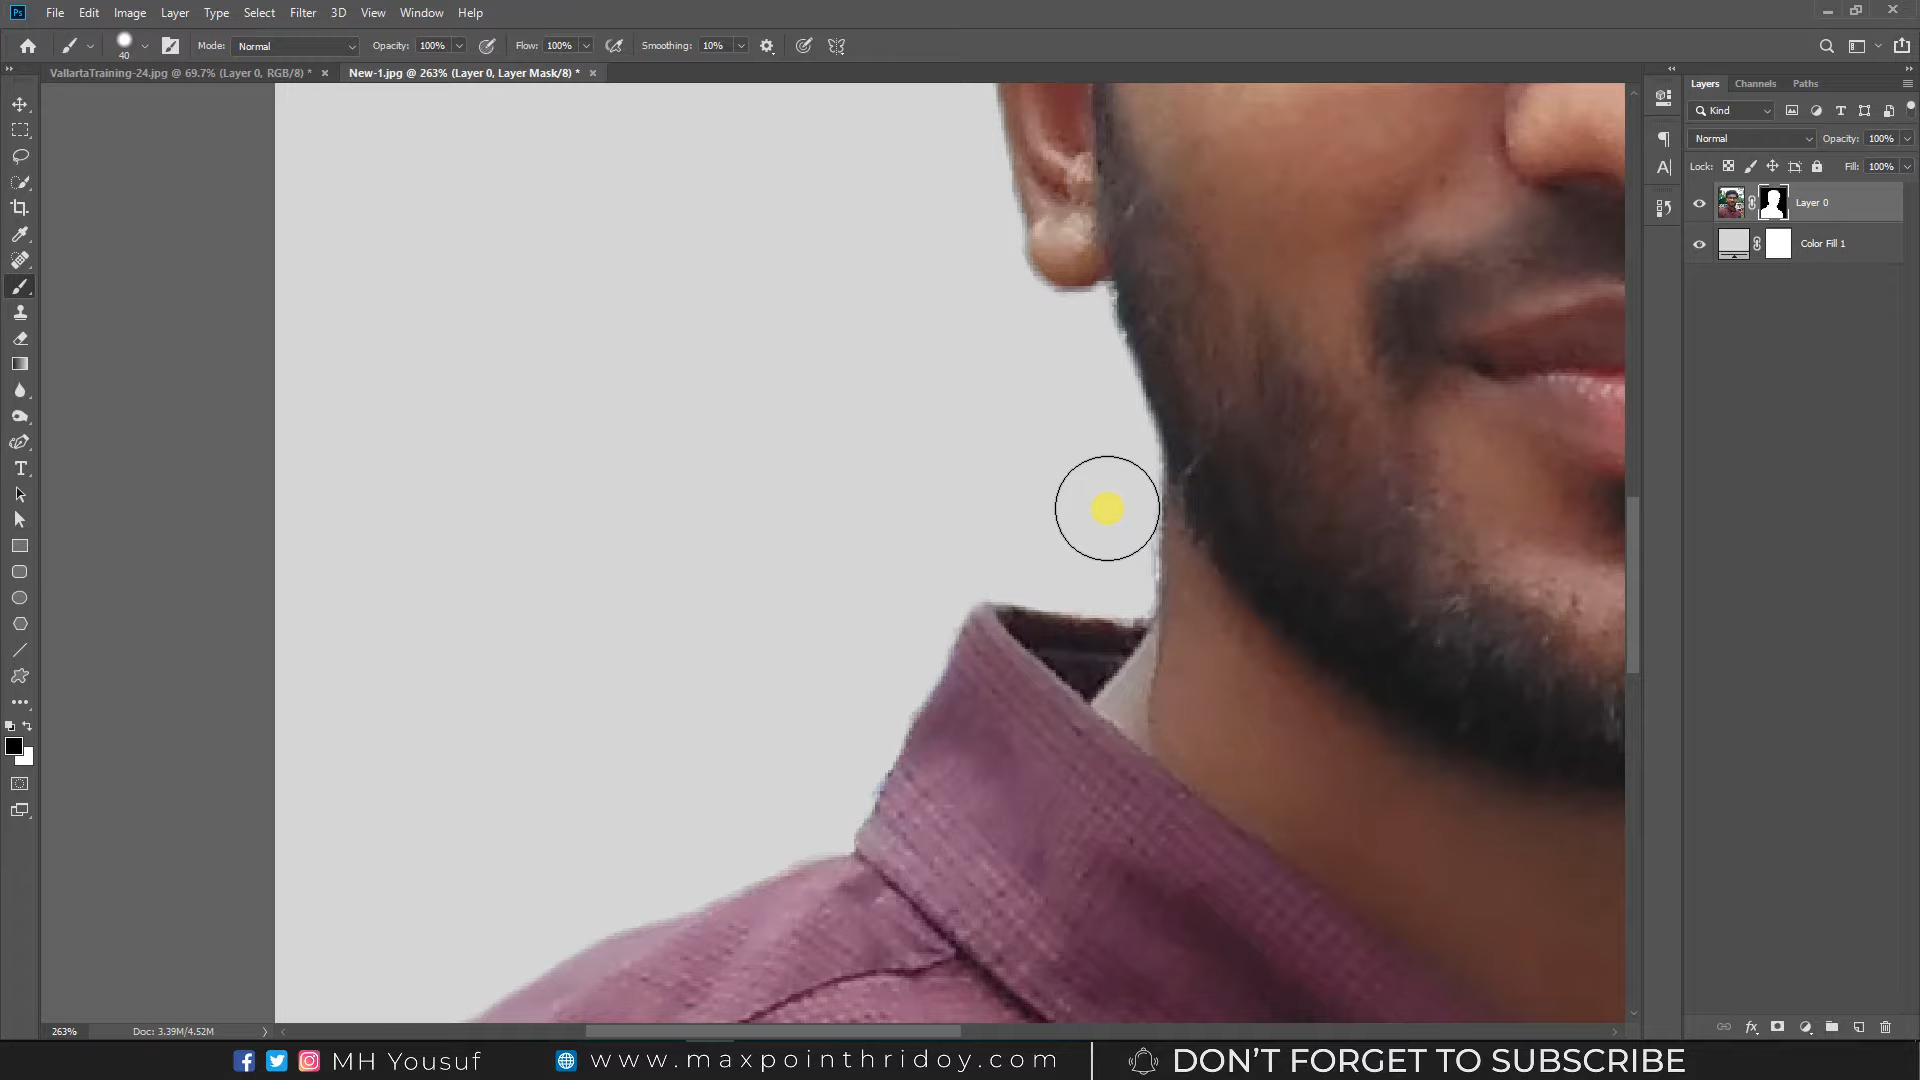 Ps File Edit Image Layer Type Select Filter 3D View Window Help
40 Mode: Normal Opacity: 100% Flow: 100% Smoothing: 10%
VallartaTraining-24.jpg @ 69.7% (Layer 0, RGB/8) * × New-1.jpg @ 263% (Layer 0, Layer Mask/8) * ×
Layers Channels Paths
Kind
Normal Opacity: 100%
Lock: Fill: 100%
Layer 0
Color Fill 1
263% Doc: 3.39M/4.52M
MH Yousuf www.maxpointhridoy.com DON'T FORGET TO SUBSCRIBE